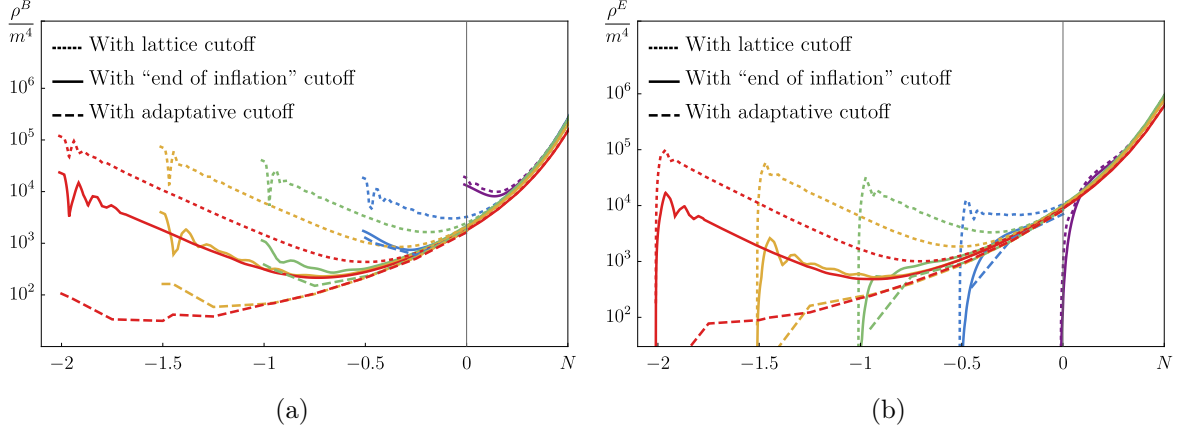 ρ^B/m^4
With lattice cutoff
With “end of inflation” cutoff
With adaptative cutoff
10^6
10^5
10^4
10^3
10^2
−2 −1.5 −1 −0.5 0 N
(a)
ρ^E/m^4
With lattice cutoff
With “end of inflation” cutoff
With adaptative cutoff
10^6
10^5
10^4
10^3
10^2
−2 −1.5 −1 −0.5 0 N
(b)